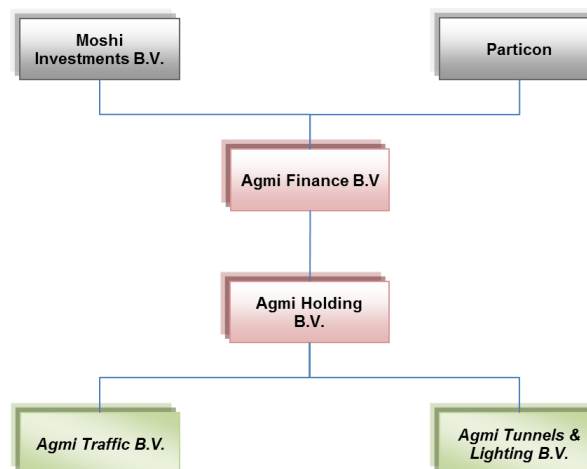 Moshi
Investments B.V.
Particon
Agmi Finance B.V
Agmi Holding
B.V.
Agmi Traffic B.V.
Agmi Tunnels &
Lighting B.V.